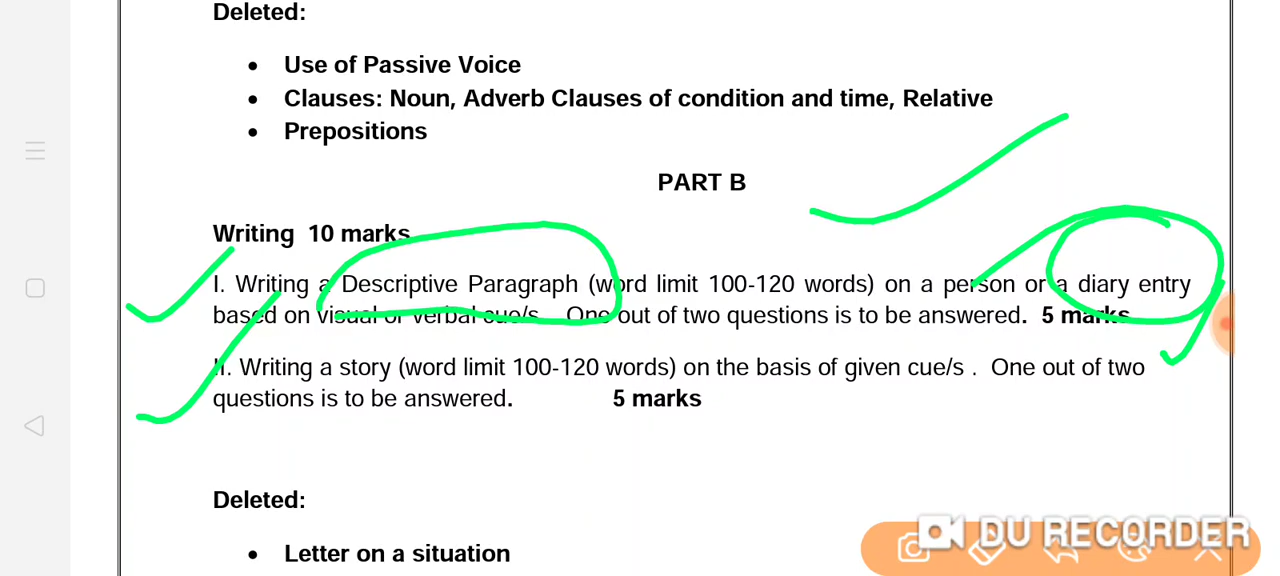 Deleted:
• Use of Passive Voice
• Clauses: Noun, Adverb Clauses of condition and time, Relative
• Prepositions
PART B
Writing 10 marks
I. Writing a Descriptive Paragraph (word limit 100-120 words) on a person or a diary entry
based on visual or verbal cue/s . One out of two questions is to be answered. 5 marks
II. Writing a story (word limit 100-120 words) on the basis of given cue/s . One out of two
questions is to be answered. 5 marks
Deleted:
• Letter on a situation
DU RECORDER